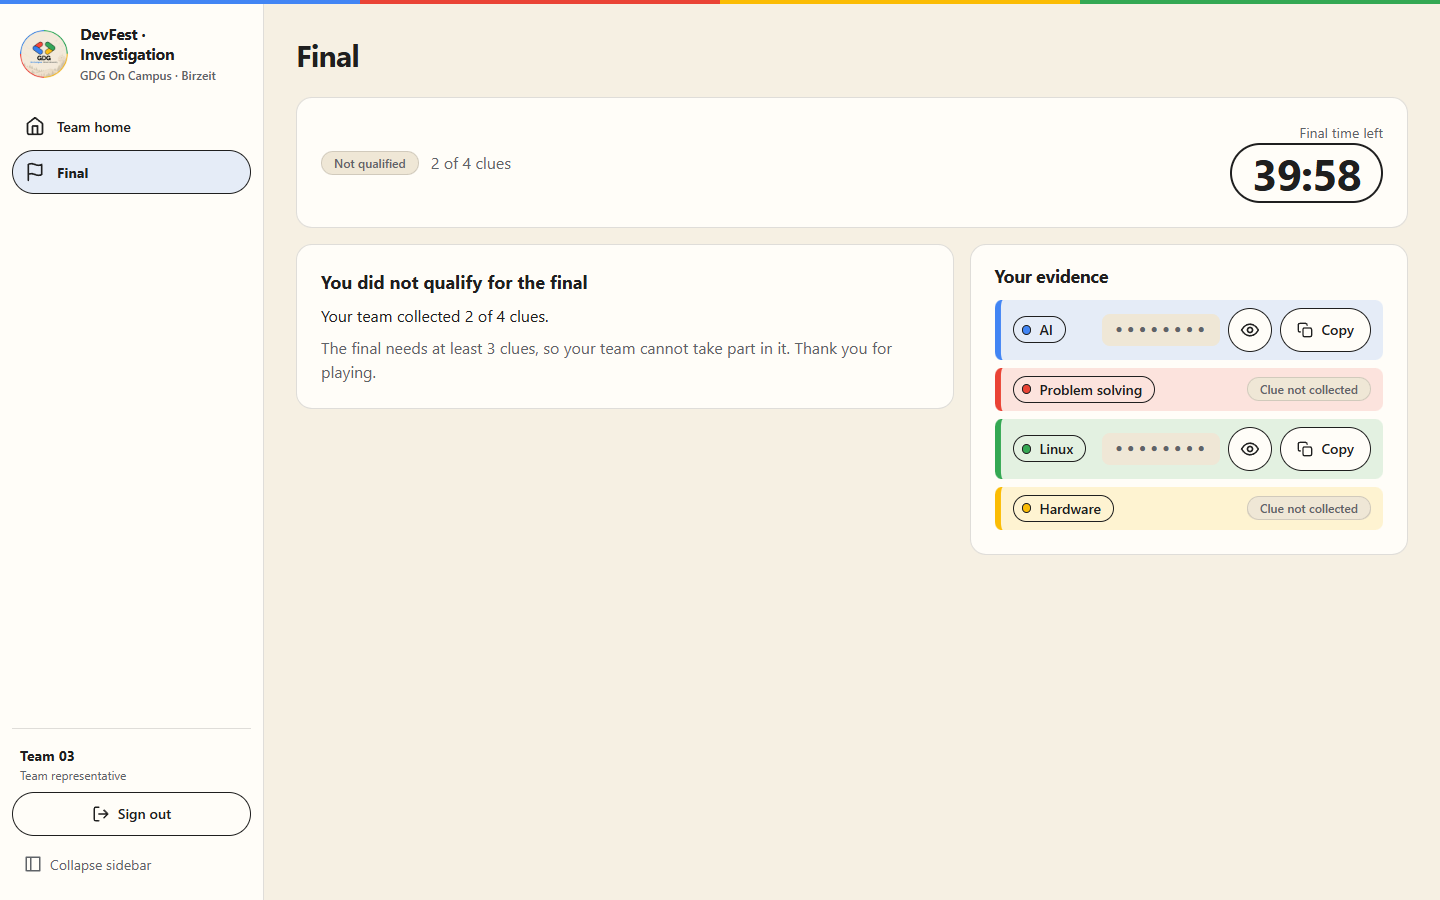 DevFest ·
Investigation
GDG On Campus · Birzeit
GDG
Team home
Final
Team 03
Team representative
Sign out
Collapse sidebar
Final
Not qualified
2 of 4 clues
Final time left
39:58
You did not qualify for the final
Your team collected 2 of 4 clues.
The final needs at least 3 clues, so your team cannot take part in it. Thank you for
playing.
Your evidence
AI
••••••••
Copy
Problem solving
Clue not collected
Linux
••••••••
Copy
Hardware
Clue not collected